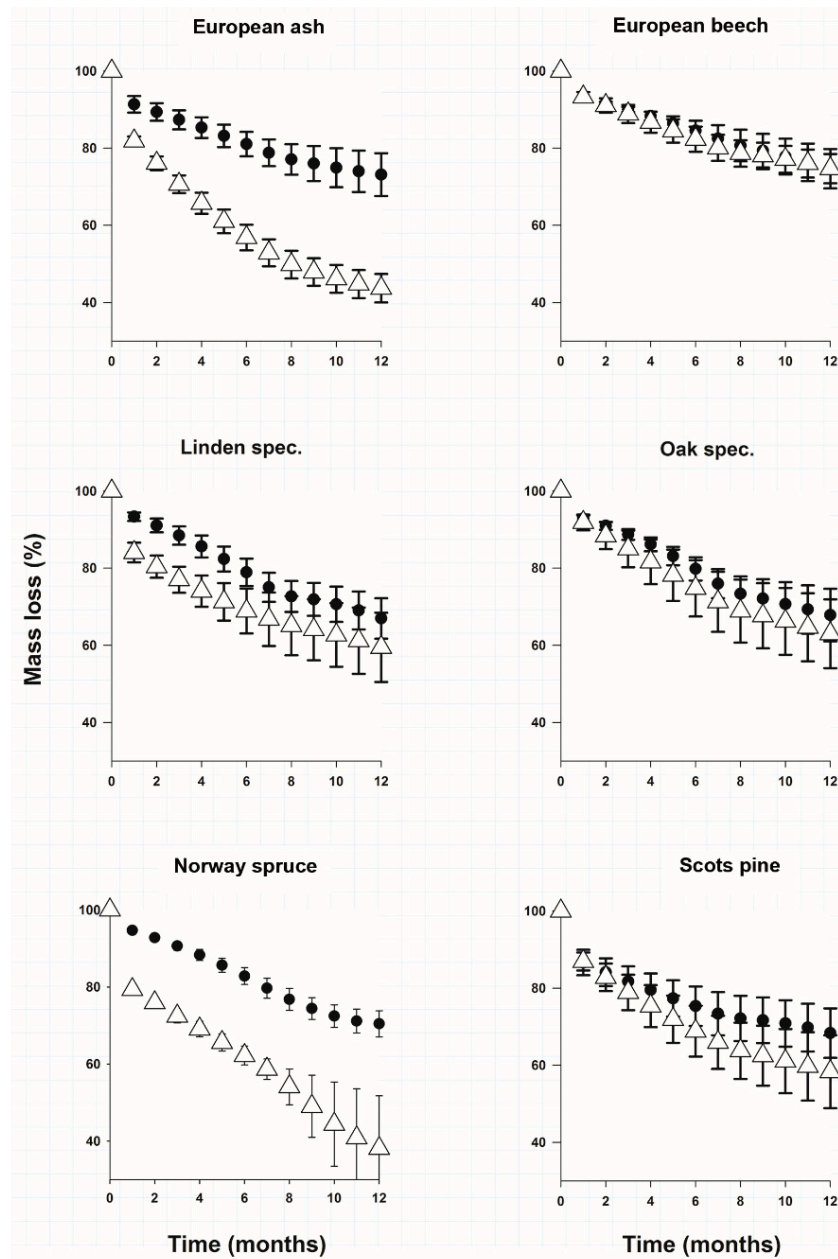 European ash
European beech
100
80
60
40
0 2 4 6 8 10 12
100
80
60
40
0 2 4 6 8 10 12
Linden spec.
Oak spec.
Mass loss (%)
100
80
60
40
0 2 4 6 8 10 12
100
80
60
40
0 2 4 6 8 10 12
Norway spruce
Scots pine
100
80
60
40
0 2 4 6 8 10 12
100
80
60
40
0 2 4 6 8 10 12
Time (months)
Time (months)